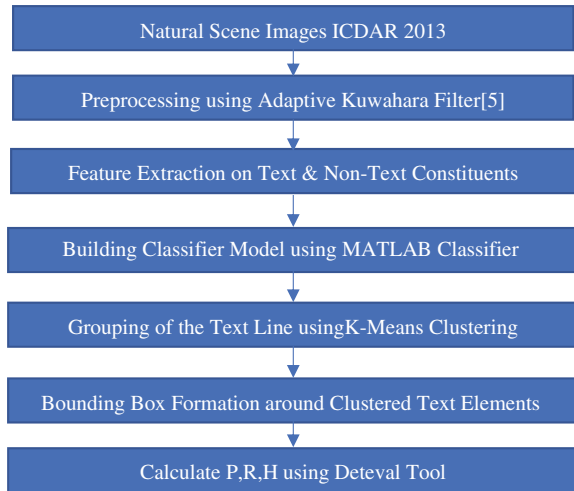 Natural Scene Images ICDAR 2013
Preprocessing using Adaptive Kuwahara Filter[5]
Feature Extraction on Text & Non-Text Constituents
Building Classifier Model using MATLAB Classifier
Grouping of the Text Line usingK-Means Clustering
Bounding Box Formation around Clustered Text Elements
Calculate P,R,H using Deteval Tool